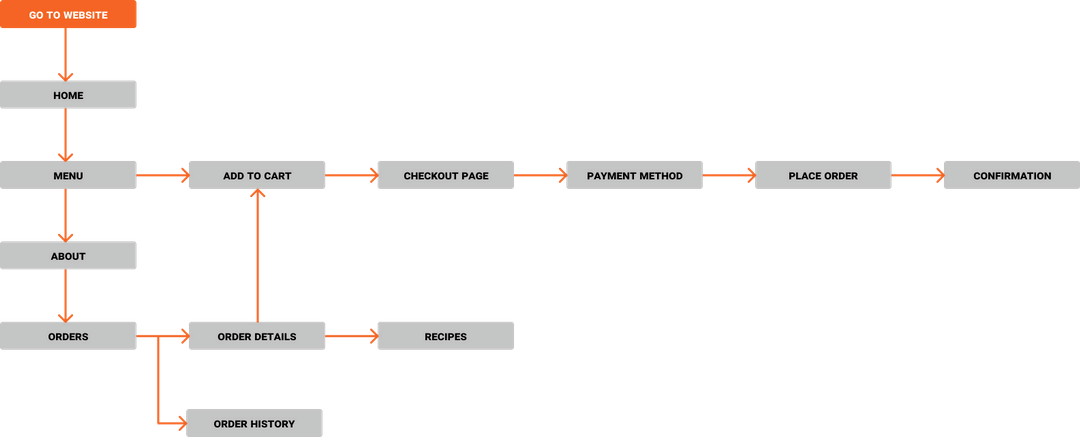 GO TO WEBSITE
HOME
MENU
ADD TO CART
CHECKOUT PAGE
PAYMENT METHOD
PLACE ORDER
CONFIRMATION
ABOUT
ORDERS
ORDER DETAILS
RECIPES
ORDER HISTORY